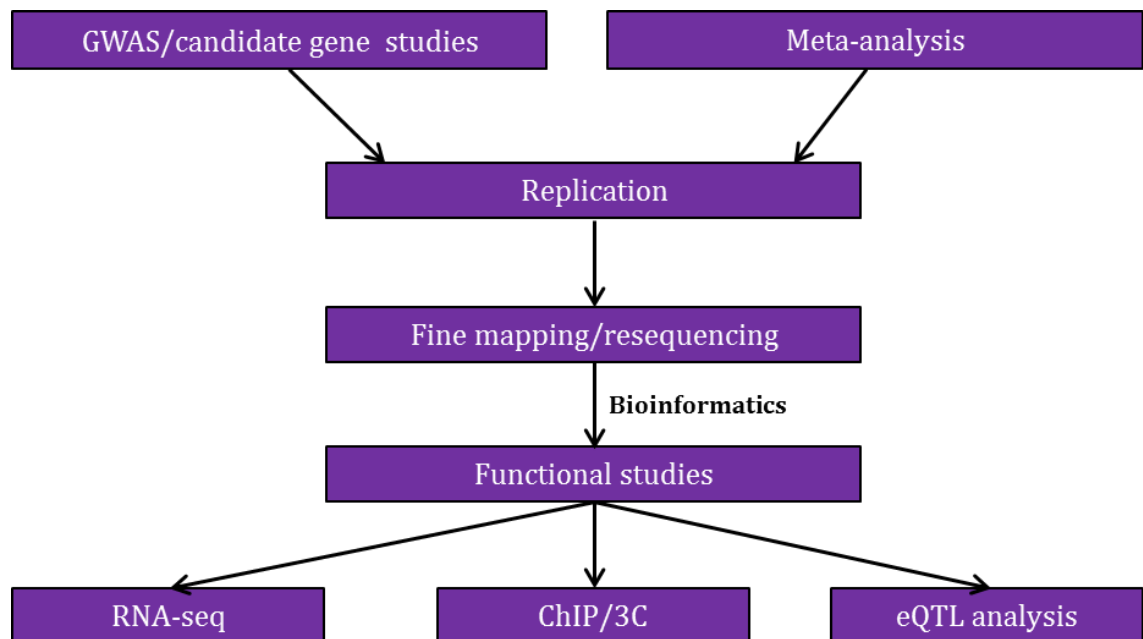 GWAS/candidate gene studies
Meta-analysis
Replication
Fine mapping/resequencing
Bioinformatics
Functional studies
RNA-seq
ChIP/3C
eQTL analysis